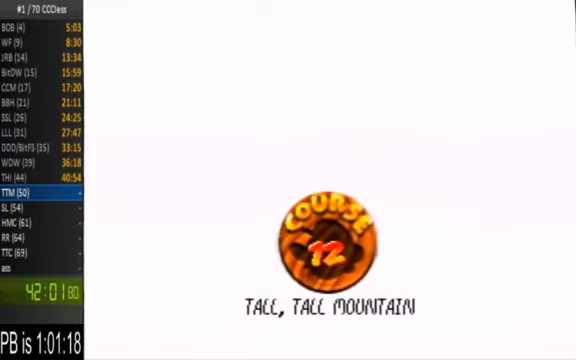 #1 / 70 CCCless
BOB (4) 5:03
WF (9) 8:30
JRB (14) 13:34
BitDW (15) 15:59
CCM (17) 17:20
BBH (21) 21:11
SSL (26) 24:25
LLL (31) 27:47
DDD/BitFS (35) 33:15
WDW (39) 36:18
THI (44) 40:54
TTM (50) -
SL (54) -
HMC (61) -
RR (64) -
TTC (69) -
ass -
42:01 80
PB is 1:01:18
COURSE
12
TALL, TALL MOUNTAIN